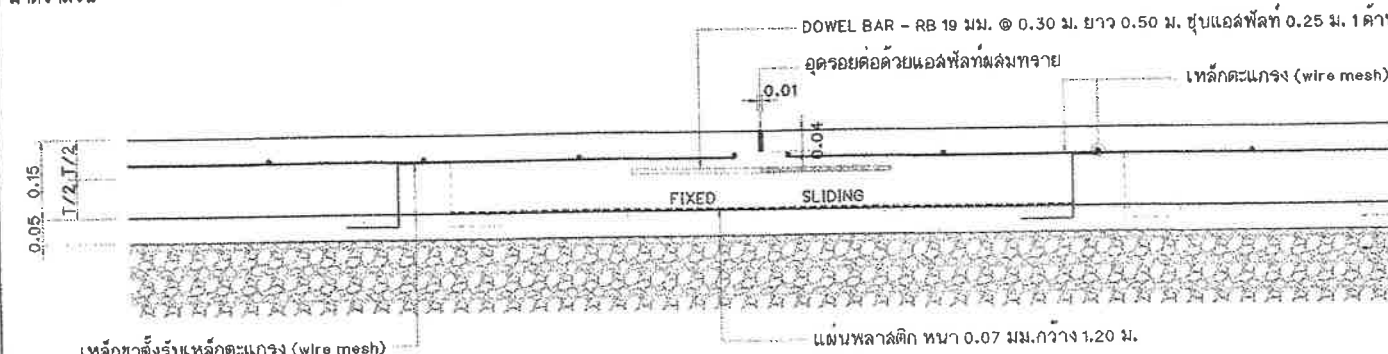 DOWEL BAR - RB 19 มม. @ 0.30 ม. ยาว 0.50 ม. ชุบแอสฟัลท์ 0.25 ม. 1 ด้าน
อุดรอยต่อด้วยแอสฟัลท์ผสมทราย
เหล็กตะแกรง (wire mesh)
0.01
0.04
0.15
T/2
T/2
0.05
FIXED
SLIDING
เหล็กขาตั้งรับเหล็กตะแกรง (wire mesh)
แผ่นพลาสติก หนา 0.07 มม.กว้าง 1.20 ม.